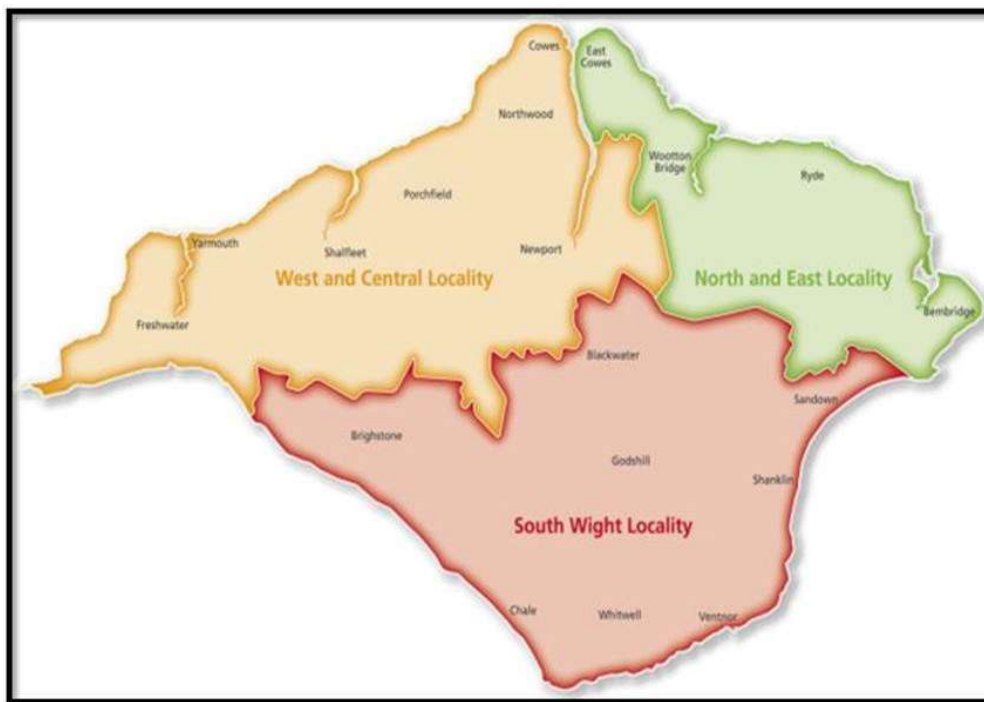 Cowes
East
Cowes
Northwood
Wootton
Bridge
Ryde
Porchfield
Yarmouth
Shalfleet
Newport
West and Central Locality
North and East Locality
Bembridge
Freshwater
Blackwater
Sandown
Brighstone
Godshill
Shanklin
South Wight Locality
Chale
Whitwell
Ventnor